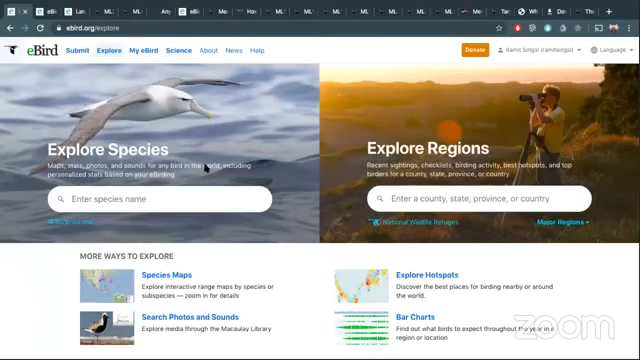 ebird.org/explore
eBird Submit Explore My eBird Science About News Help Donate Ramit Singal (ramitsingal) Language
Explore Species
Maps, stats, photos, and sounds for any bird in the world, including
personalized stats based on your eBirding
Enter species name
Surprise me!
Explore Regions
Recent sightings, checklists, birding activity, best hotspots, and top
birders for a county, state, province, or country
Enter a county, state, province, or country
National Wildlife Refuges Major Regions
MORE WAYS TO EXPLORE
Species Maps
Explore interactive range maps by species or
subspecies — zoom in for details
Explore Hotspots
Discover the best places for birding nearby or around
the world.
Search Photos and Sounds
Explore media through the Macaulay Library
Bar Charts
Find out what birds to expect throughout the year in a
region or location
zoom